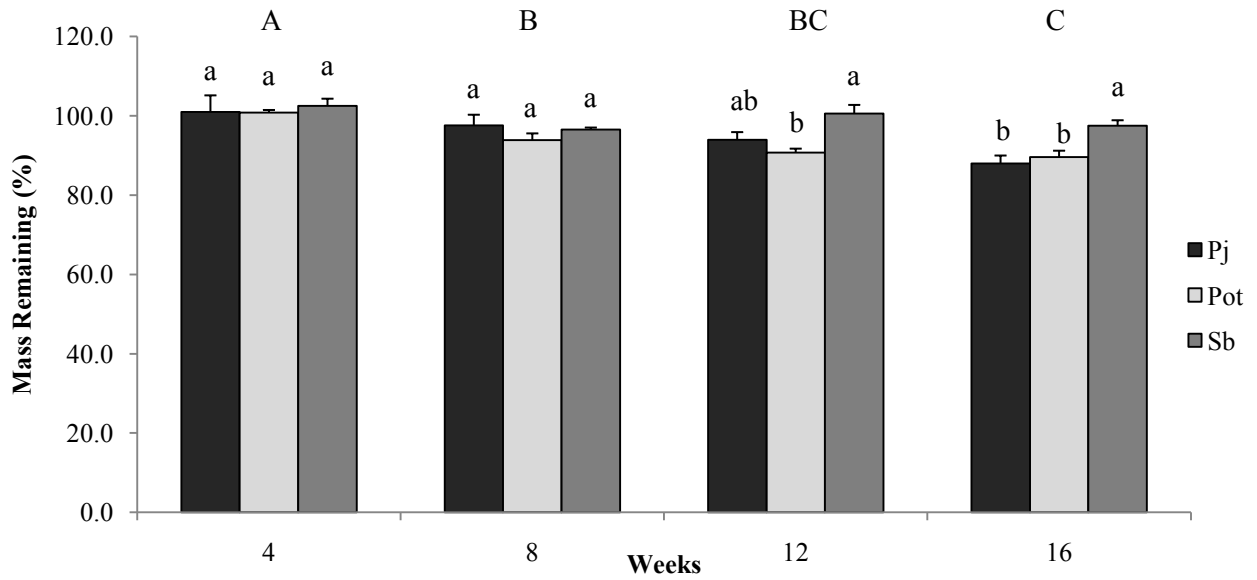 A B BC C
120.0
a a a a a a ab b a b b a
100.0
80.0
60.0
40.0
20.0
0.0
Mass Remaining (%)
4 8 12 16
Weeks
Pj
Pot
Sb